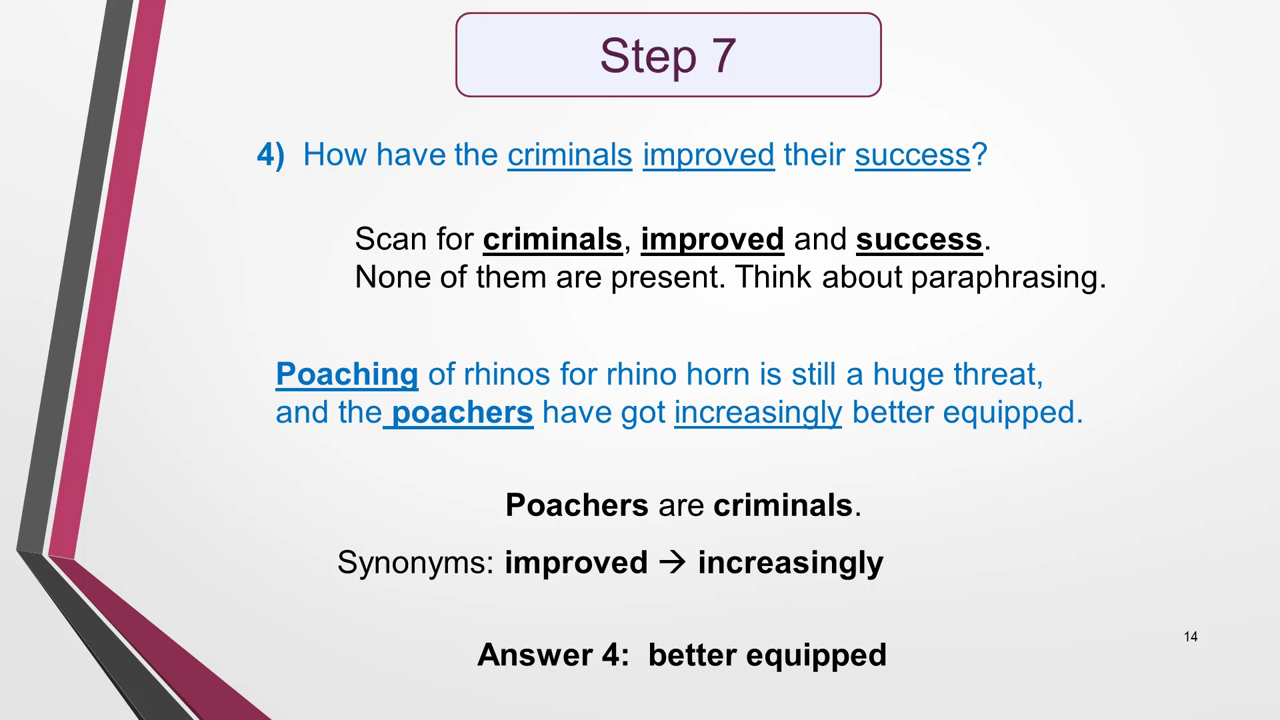 Step 7
4) How have the criminals improved their success?
Scan for criminals, improved and success.
None of them are present. Think about paraphrasing.
Poaching of rhinos for rhino horn is still a huge threat,
and the poachers have got increasingly better equipped.
Poachers are criminals.
Synonyms: improved → increasingly
14
Answer 4: better equipped